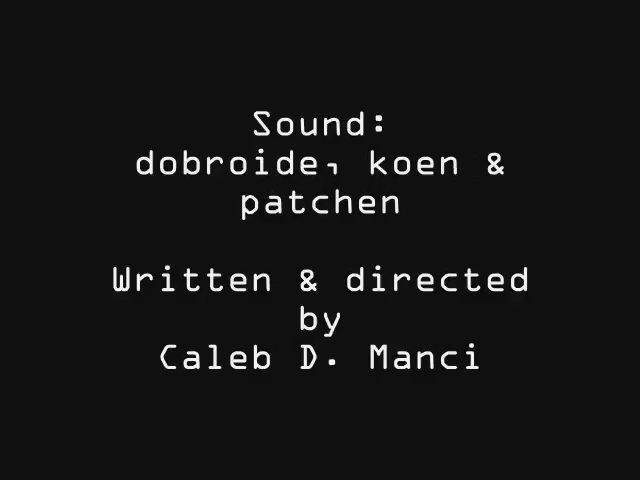 Sound:
dobroide, koen &
patchen
Written & directed
by
Caleb D. Manci